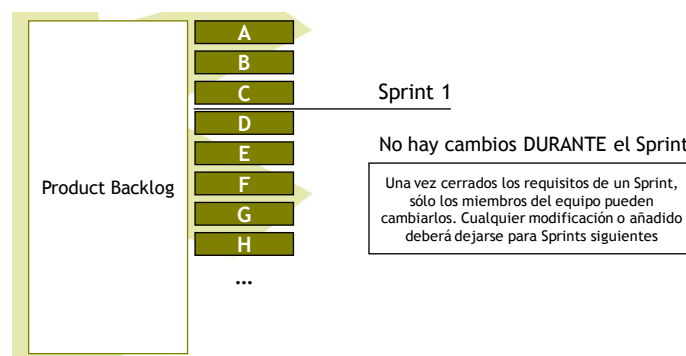 A
B
C
Sprint 1
D
No hay cambios DURANTE el Sprint
E
Product Backlog
F
G
H
...
Una vez cerrados los requisitos de un Sprint,
sólo los miembros del equipo pueden
cambiarlos. Cualquier modificación o añadido
deberá dejarse para Sprints siguientes